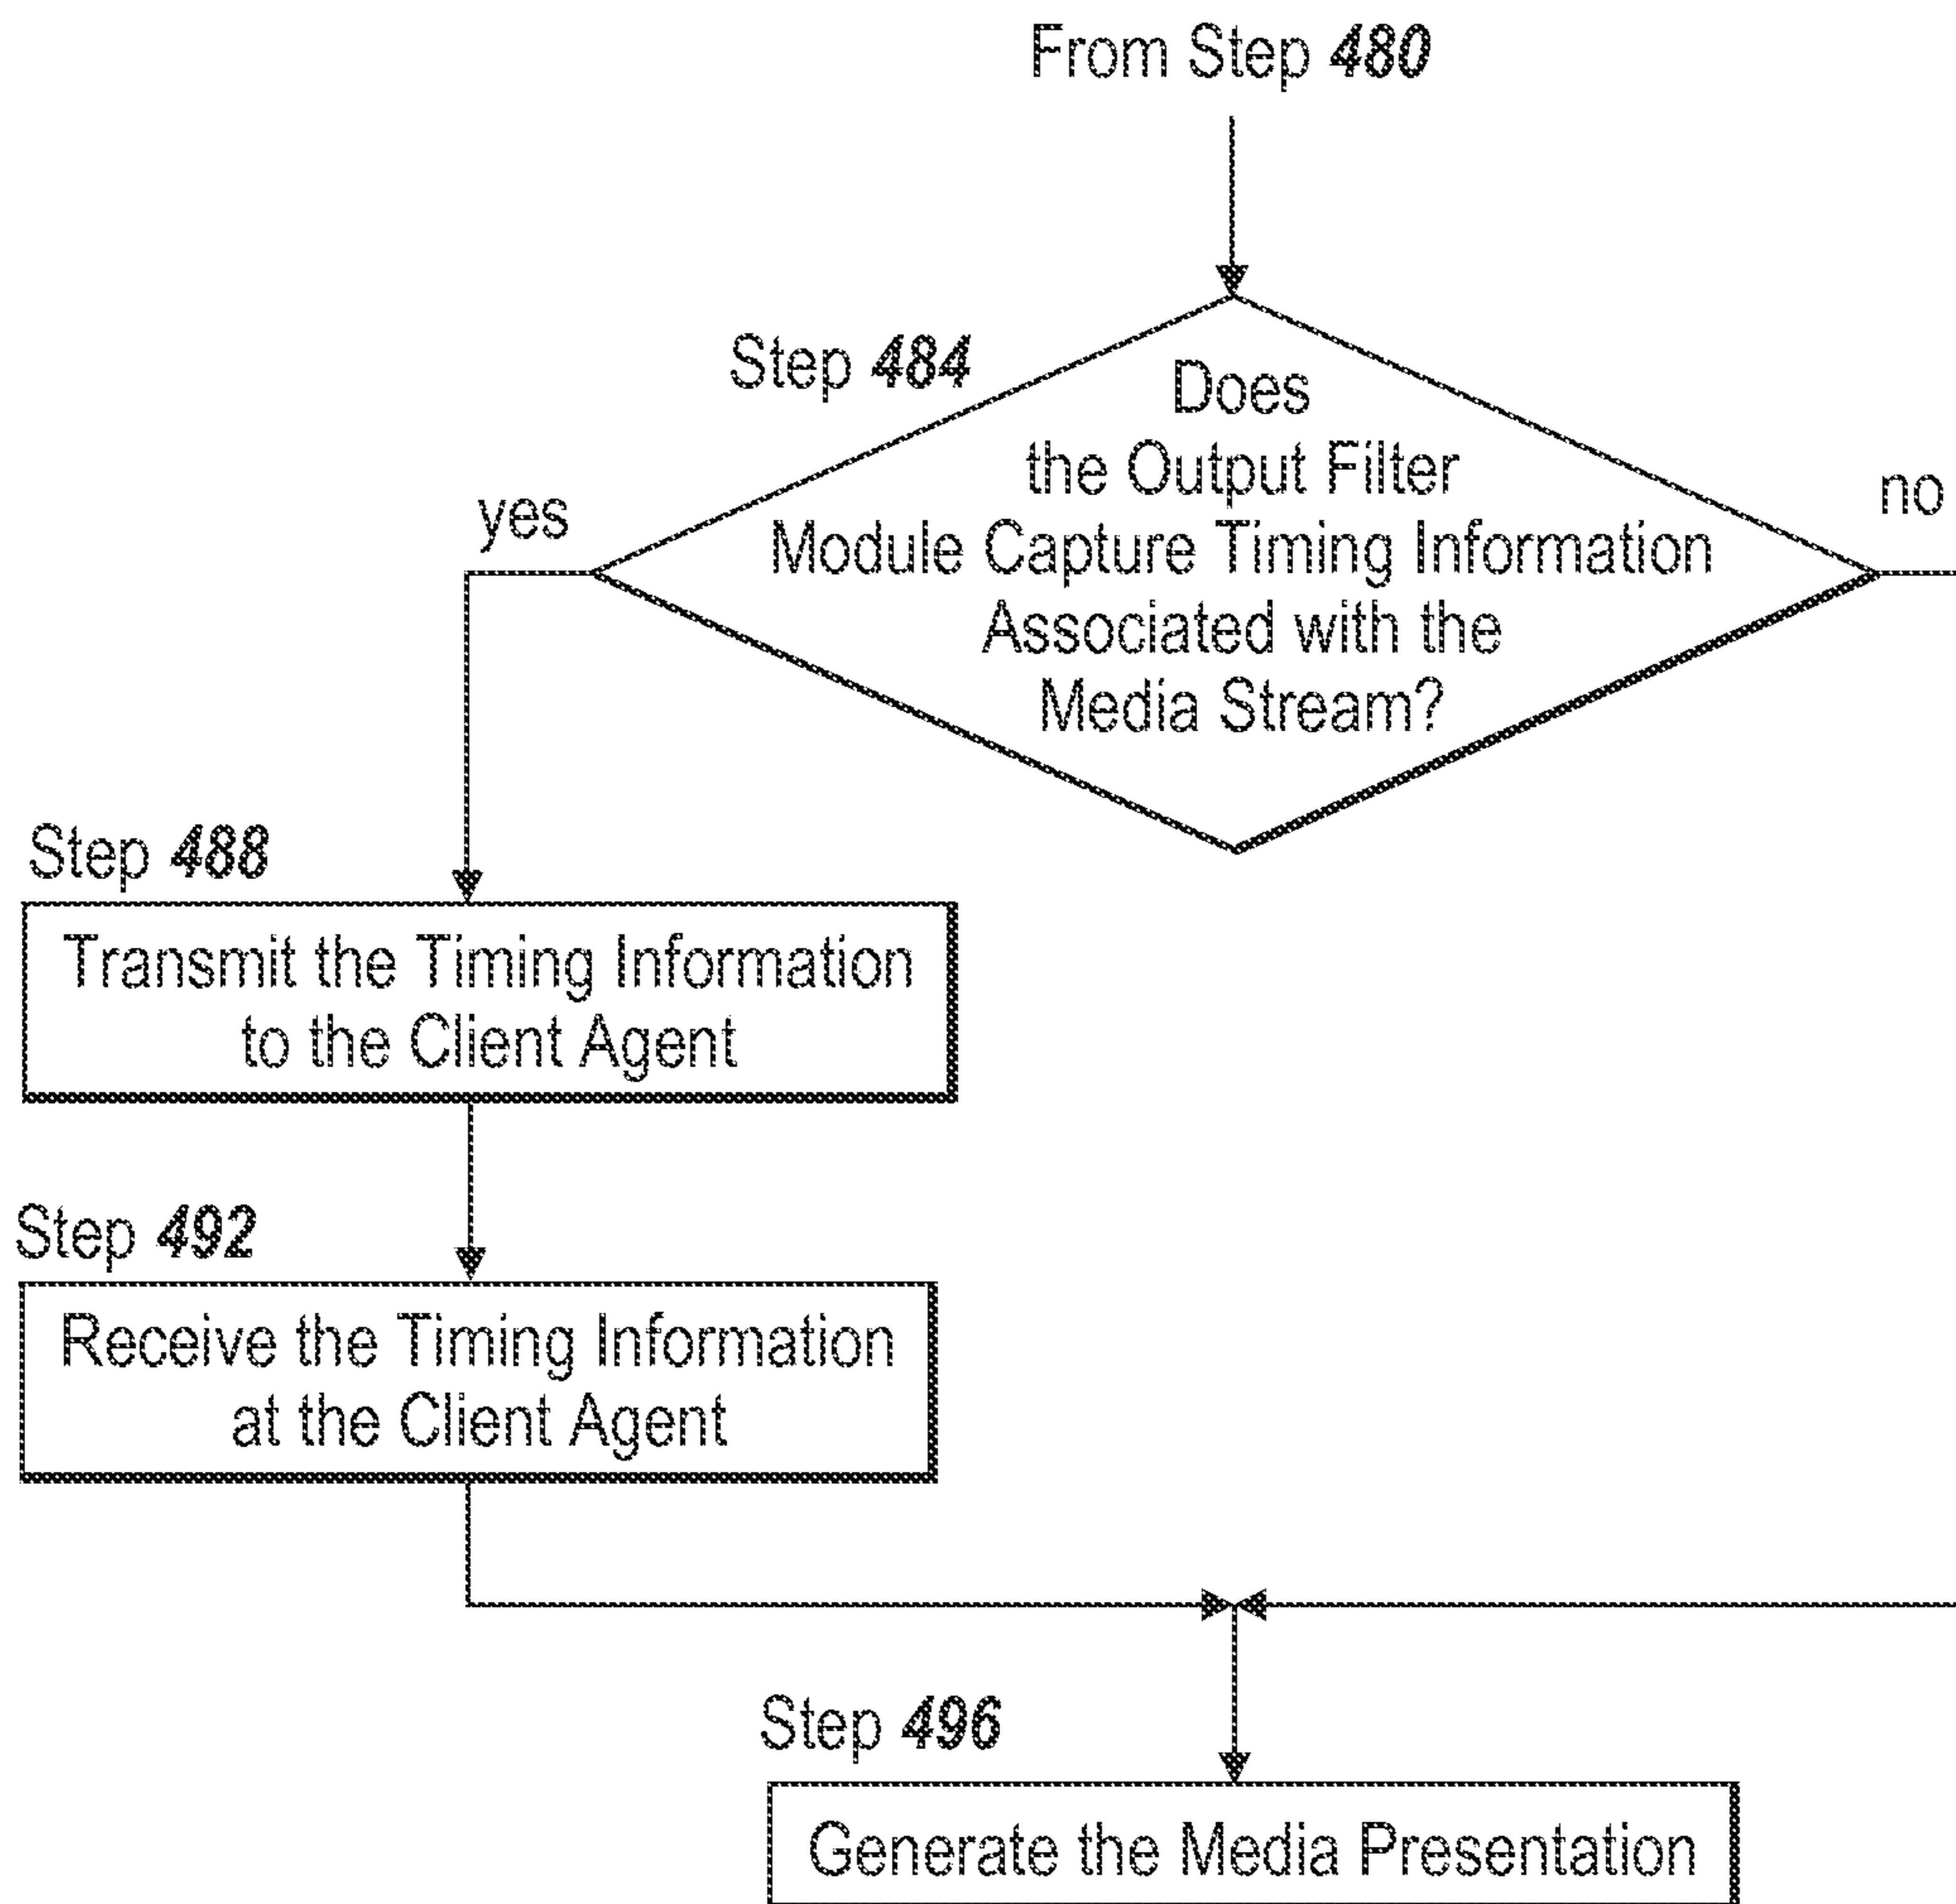 From Step 480
Step 484
Does
the Output Filter
Module Capture Timing Information
Associated with the
Media Stream?
yes
no
Step 488
Transmit the Timing Information
to the Client Agent
Step 492
Receive the Timing Information
at the Client Agent
Step 496
Generate the Media Presentation